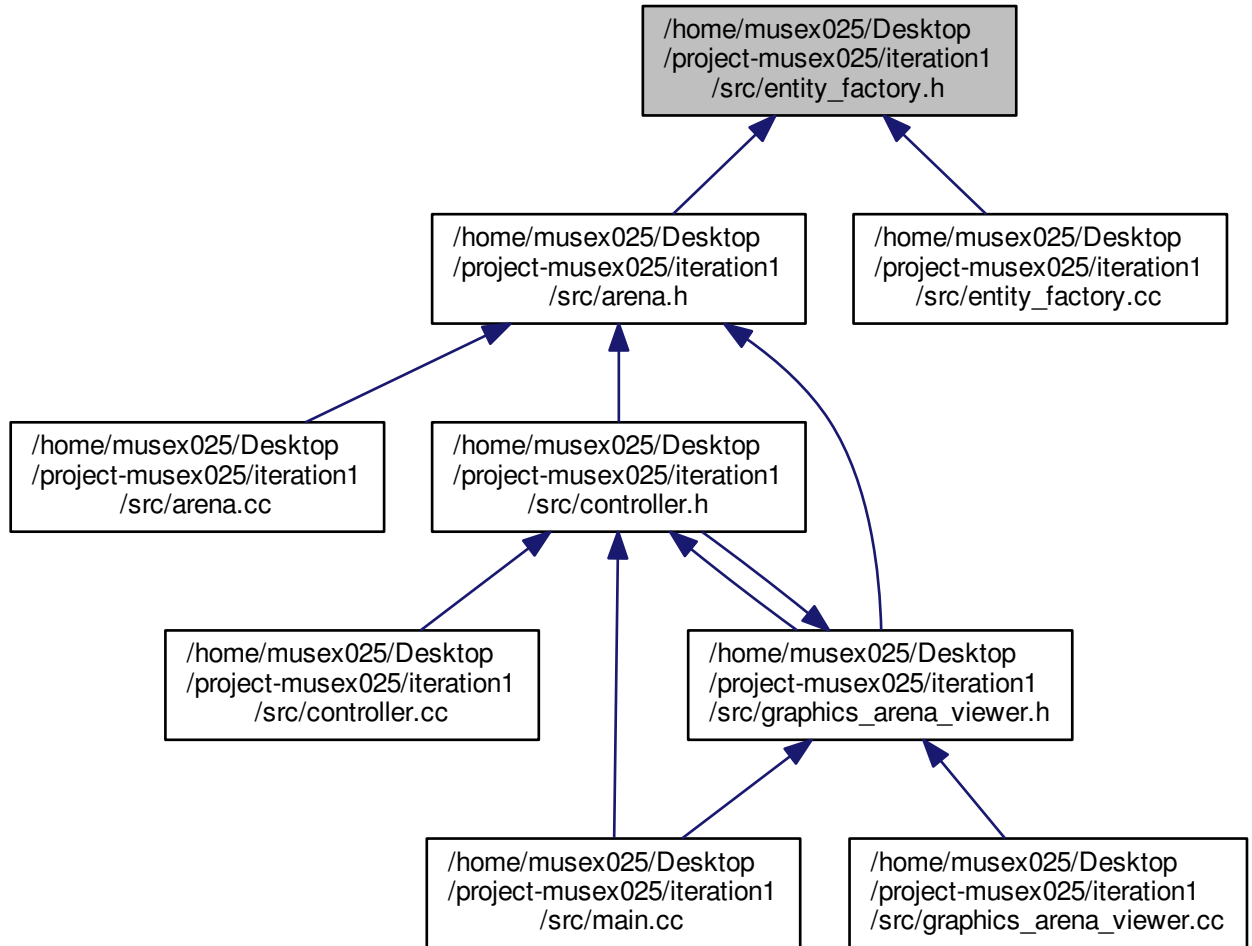 /home/musex025/Desktop
/project-musex025/iteration1
/src/entity_factory.h
/home/musex025/Desktop
/project-musex025/iteration1
/src/arena.h
/home/musex025/Desktop
/project-musex025/iteration1
/src/entity_factory.cc
/home/musex025/Desktop
/project-musex025/iteration1
/src/arena.cc
/home/musex025/Desktop
/project-musex025/iteration1
/src/controller.h
/home/musex025/Desktop
/project-musex025/iteration1
/src/controller.cc
/home/musex025/Desktop
/project-musex025/iteration1
/src/graphics_arena_viewer.h
/home/musex025/Desktop
/project-musex025/iteration1
/src/main.cc
/home/musex025/Desktop
/project-musex025/iteration1
/src/graphics_arena_viewer.cc